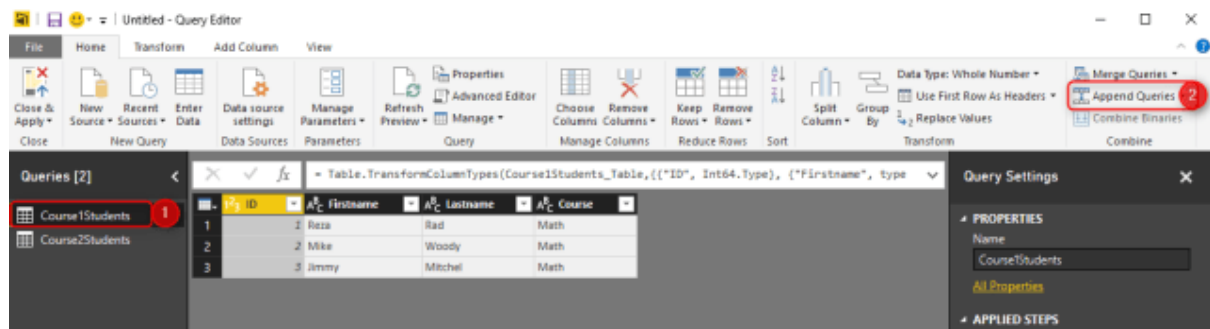 Untitled - Query Editor
File Home Transform Add Column View
Close & Apply
New Source
Recent Sources
Enter Data
Data source settings
Manage Parameters
Refresh Preview
Properties
Advanced Editor
Manage
Choose Columns
Remove Columns
Keep Rows
Remove Rows
Split Column
Group By
Data Type: Whole Number
Use First Row As Headers
Replace Values
Merge Queries
Append Queries 2
Combine Binaries
Close New Query Data Sources Parameters Query Manage Columns Reduce Rows Sort Transform Combine
Queries [2]
Course1Students 1
Course2Students
fx = Table.TransformColumnTypes(Course1Students_Table,{{"ID", Int64.Type}, {"Firstname", type
ID Firstname Lastname Course
1 1 Reza Rad Math
2 2 Mike Woody Math
3 3 Jimmy Mitchel Math
Query Settings
PROPERTIES
Name
Course1Students
All Properties
APPLIED STEPS